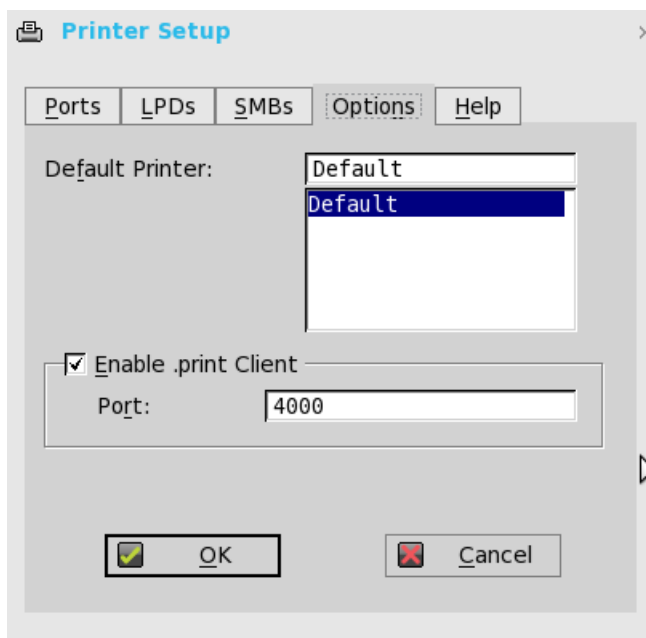 Printer Setup
Ports LPDs SMBs Options Help
Default Printer: Default
Default
Enable .print Client
Port: 4000
OK Cancel